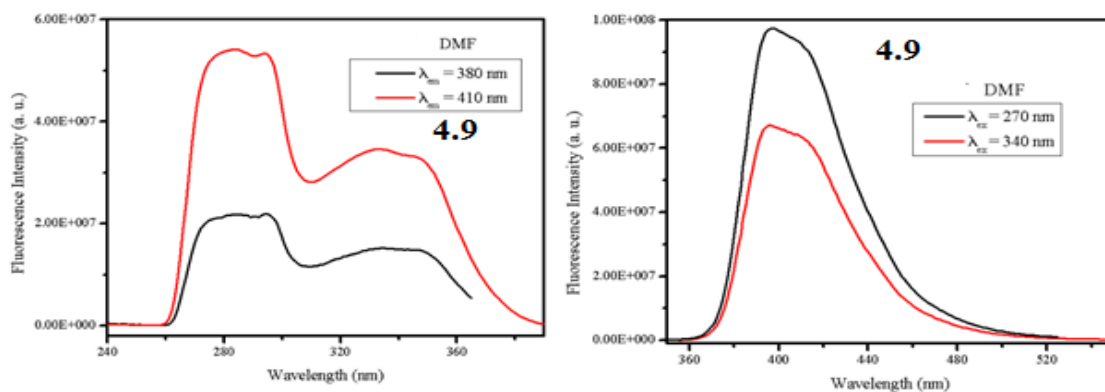 6.00E+007
4.00E+007
2.00E+007
0.00E+000
Fluorescence Intensity (a. u.)
DMF
λem = 380 nm
λem = 410 nm
4.9
240 280 320 360
Wavelength (nm)
1.00E+008
8.00E+007
6.00E+007
4.00E+007
2.00E+007
0.00E+000
Fluorescence Intensity (a. u.)
4.9
DMF
λex = 270 nm
λex = 340 nm
360 400 440 480 520
Wavelength (nm)